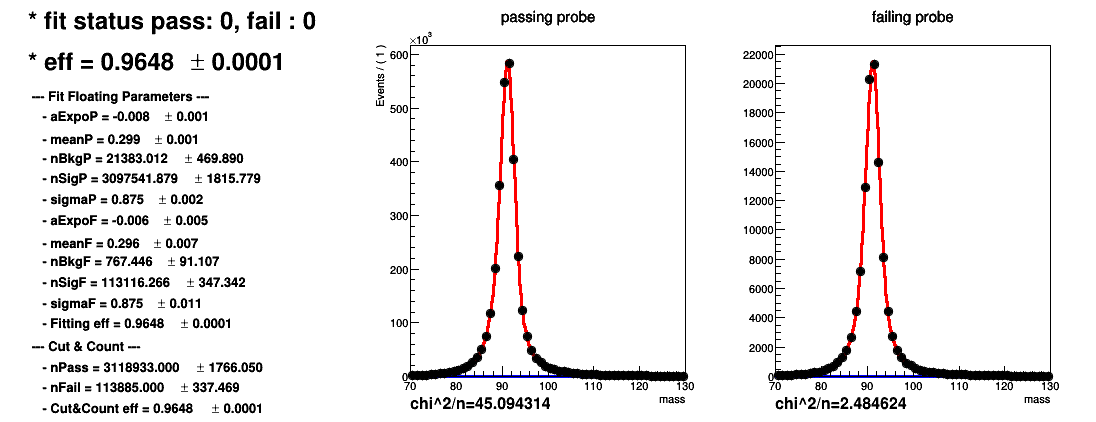 * fit status pass: 0, fail : 0
* eff = 0.9648 ± 0.0001
--- Fit Floating Parameters ---
- aExpoP = -0.008 ± 0.001
- meanP = 0.299 ± 0.001
- nBkgP = 21383.012 ± 469.890
- nSigP = 3097541.879 ± 1815.779
- sigmaP = 0.875 ± 0.002
- aExpoF = -0.006 ± 0.005
- meanF = 0.296 ± 0.007
- nBkgF = 767.446 ± 91.107
- nSigF = 113116.266 ± 347.342
- sigmaF = 0.875 ± 0.011
- Fitting eff = 0.9648 ± 0.0001
--- Cut & Count ---
- nPass = 3118933.000 ± 1766.050
- nFail = 113885.000 ± 337.469
- Cut&Count eff = 0.9648 ± 0.0001
passing probe
×10³
Events / ( 1 )
600
500
400
300
200
100
0
70 80 90 100 110 120 130
mass
chi^2/n=45.094314
failing probe
22000
20000
18000
16000
14000
12000
10000
8000
6000
4000
2000
0
70 80 90 100 110 120 130
mass
chi^2/n=2.484624